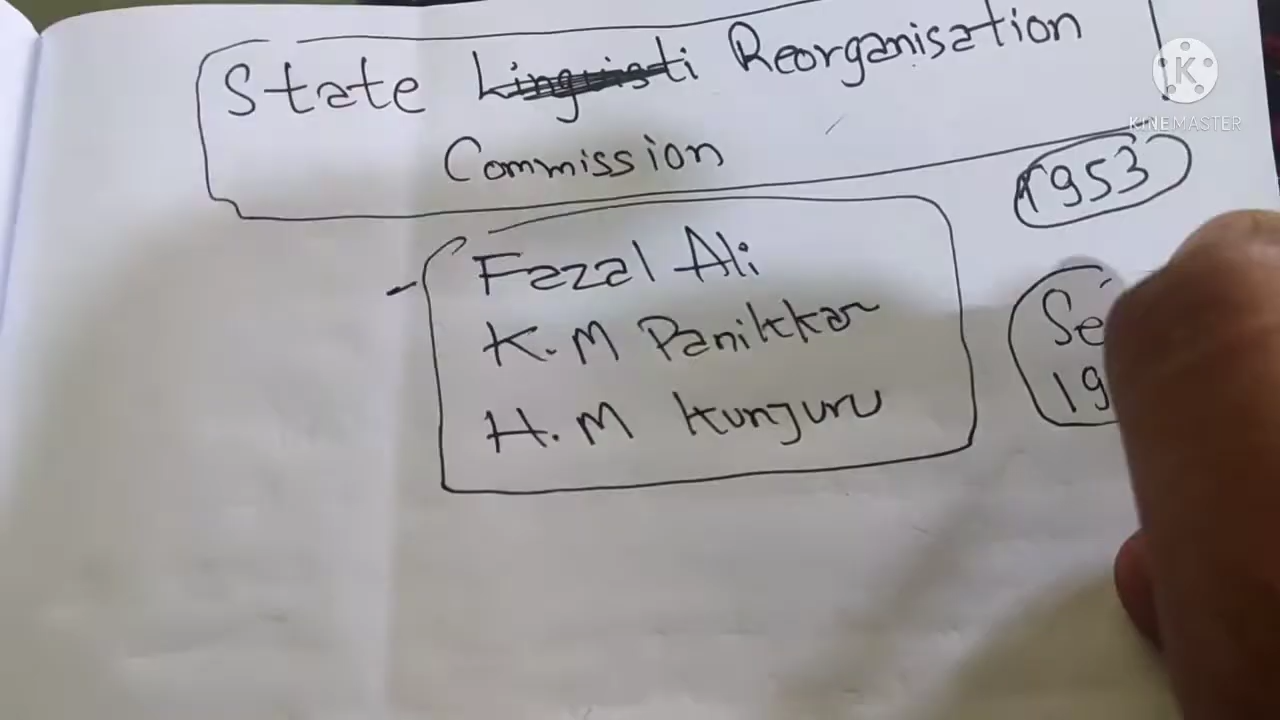 State Reorganisation
Commission
1953
Fazal Ali
K.M Panikkar
H.M Kunjuru
K
KINEMASTER